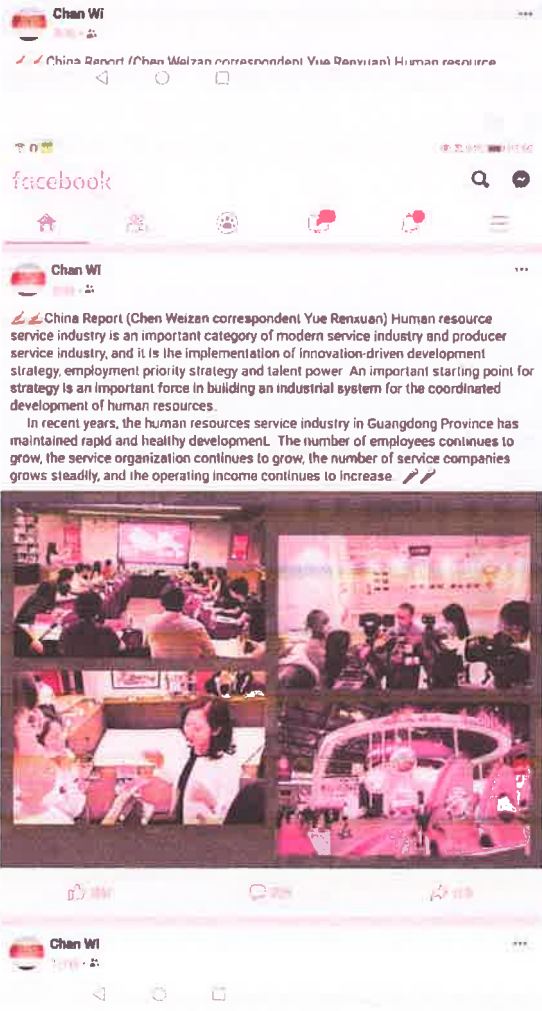 Chan Wi
China Report (Chen Weizan correspondent Yue Renxuan) Human resource
facebook
Chan Wi
China Report (Chen Weizan correspondent Yue Renxuan) Human resource
service industry is an important category of modern service industry and producer
service industry, and it is the implementation of innovation-driven development
strategy, employment priority strategy and talent power. An important starting point for
strategy is an important force in building an industrial system for the coordinated
development of human resources.
In recent years, the human resources service industry in Guangdong Province has
maintained rapid and healthy development. The number of employees continues to
grow, the service organization continues to grow, the number of service companies
grows steadily, and the operating income continues to increase.
Chan Wi